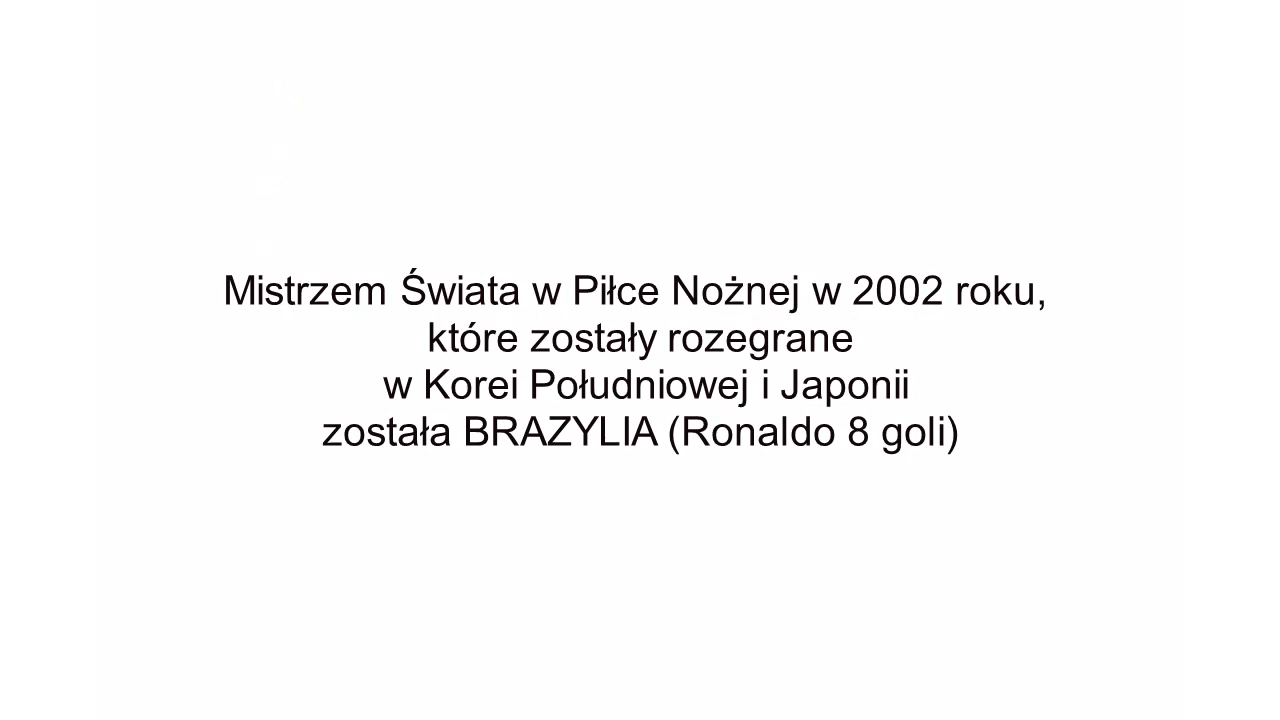 Mistrzem Świata w Piłce Nożnej w 2002 roku,
które zostały rozegrane
w Korei Południowej i Japonii
została BRAZYLIA (Ronaldo 8 goli)